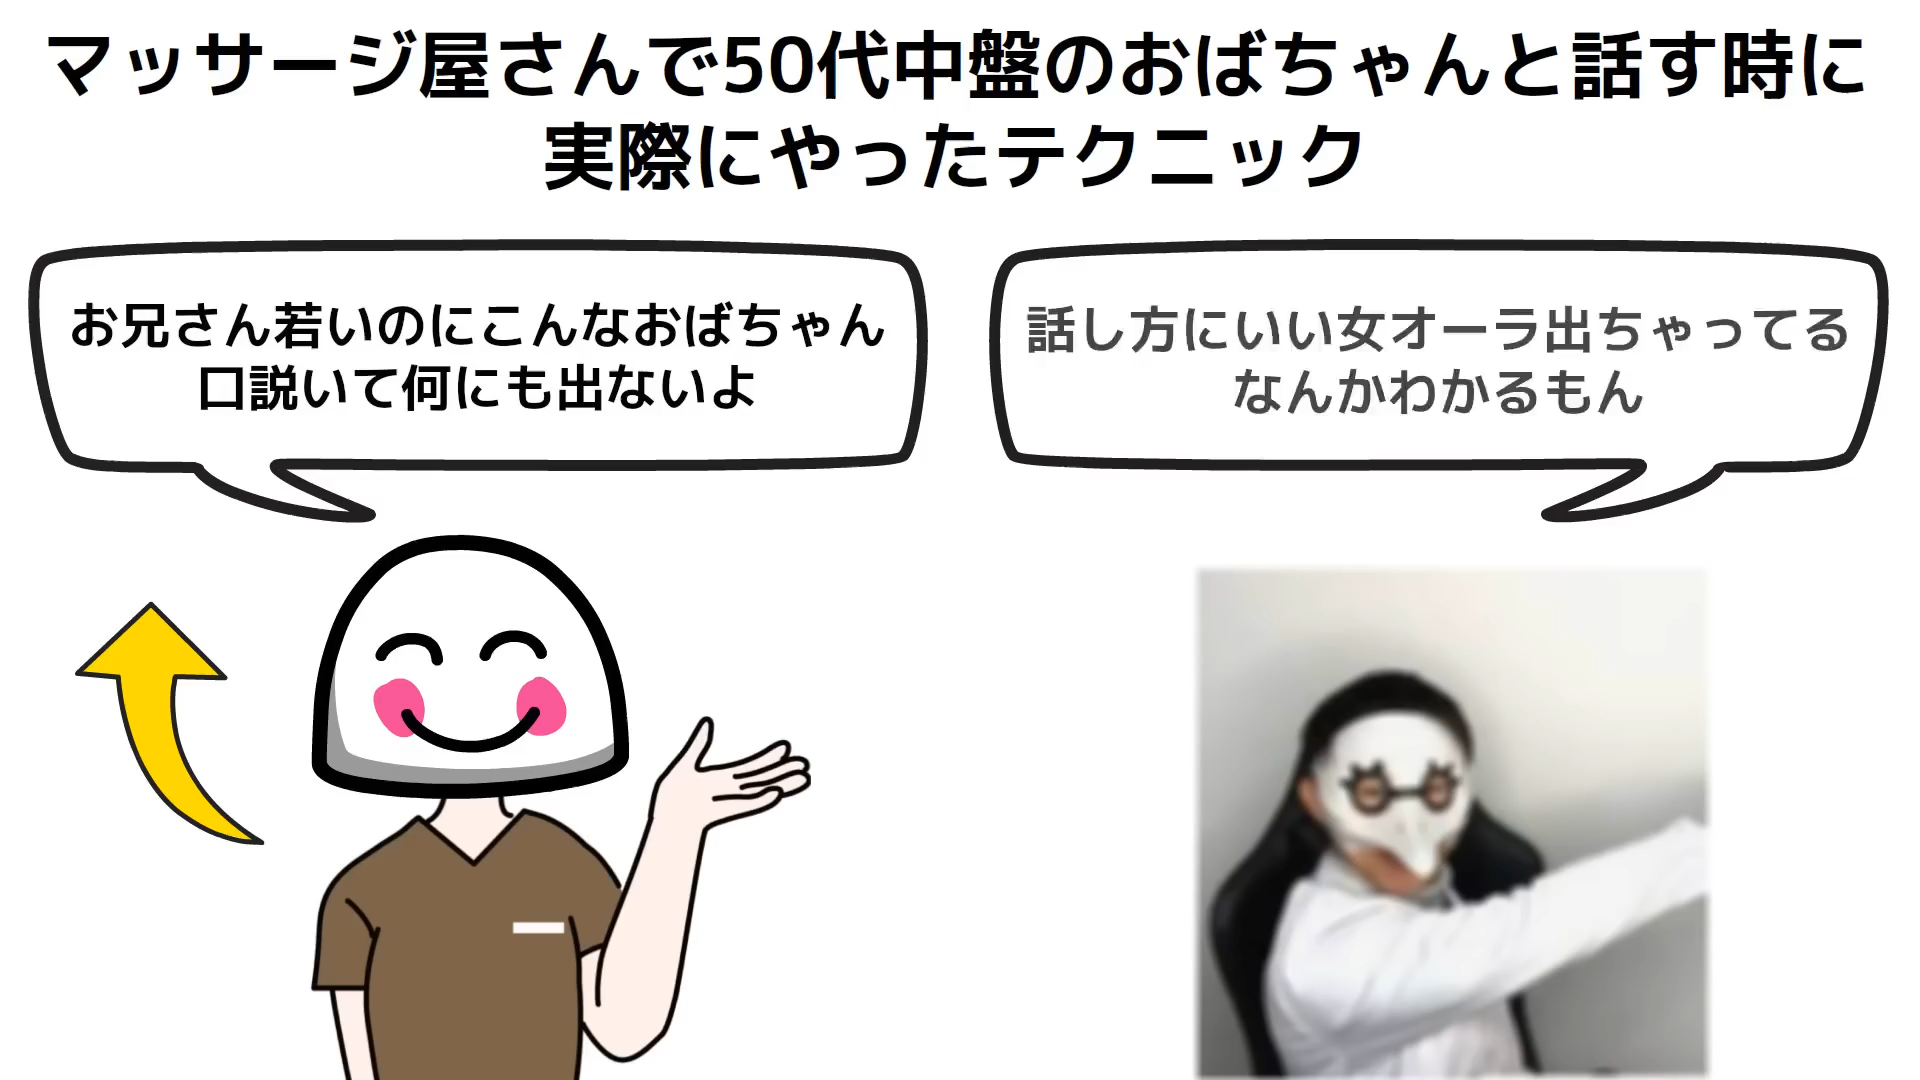 マッサージ屋さんで50代中盤のおばちゃんと話す時に
実際にやったテクニック
お兄さん若いのにこんなおばちゃん
口説いて何にも出ないよ
話し方にいい女オーラ出ちゃってる
なんかわかるもん